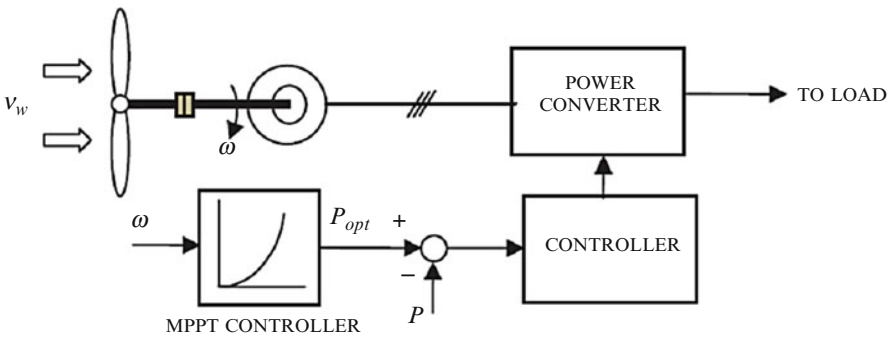 POWER
CONVERTER
TO LOAD
v_w
ω
ω
P_opt
+
−
P
CONTROLLER
MPPT CONTROLLER